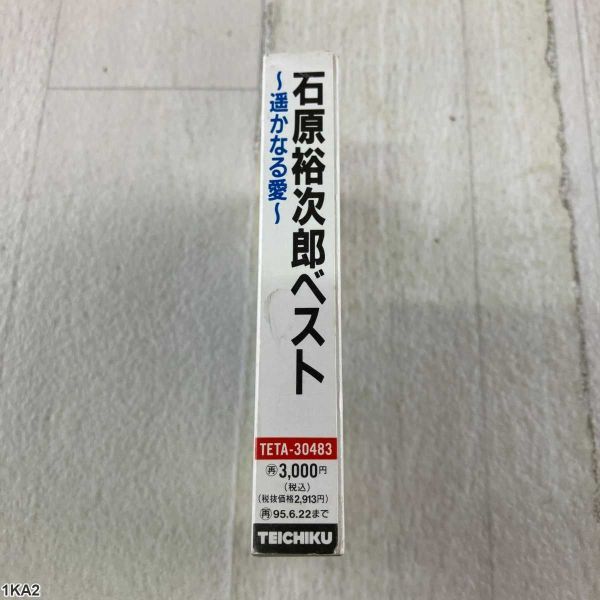 石原裕次郎ベスト
～遥かなる愛～
TETA-30483
再3,000円
(税込)
(税抜価格2,913円)
再95.6.22まで
TEICHIKU
1KA2